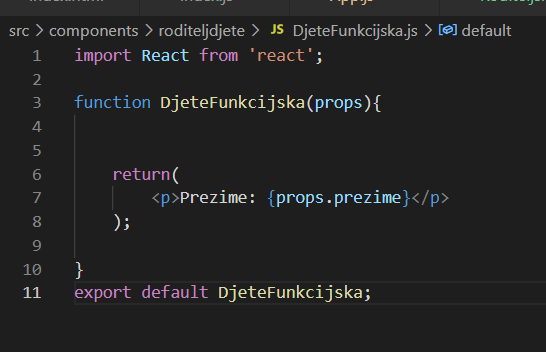 src > components > roditeljdjete > JS DjeteFunkcijska.js > default
1 import React from 'react';
2
3 function DjeteFunkcijska(props){
4
5
6 return(
7 <p>Prezime: {props.prezime}</p>
8 );
9
10 }
11 export default DjeteFunkcijska;